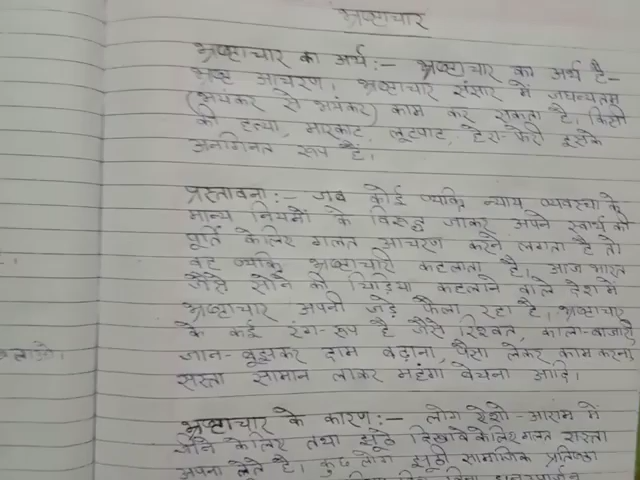 भ्रष्टाचार
भ्रष्टाचार का अर्थ :- भ्रष्टाचार का अर्थ है-
भ्रष्ट आचरण। भ्रष्टाचार संसार में जघन्यतम
(भयंकर से भयंकर) काम कर सकता है। किसी
की हत्या, मारकाट, लूटपाट, हेरा-फेरी इसके
अनगिनत रूप हैं।
प्रस्तावना :- जब कोई व्यक्ति न्याय व्यवस्था के
मान्य नियमों के विरूद्ध जाकर अपने स्वार्थ की
पूर्ति केलिए गलत आचरण करने लगता है तो
वह व्यक्ति भ्रष्टाचारी कहलाता है। आज भारत
जैसे सोने की चिड़िया कहलाने वाले देश में
भ्रष्टाचार अपनी जड़े फैला रहा है। भ्रष्टाचार
के कई रंग-रूप है जैसे रिश्वत, काला-बाजारी,
जान-बूझकर दाम बढ़ाना, पैसा लेकर काम करना,
सस्ता सामान लाकर महंगा बेचना आदि।
भ्रष्टाचार के कारण :- लोग ऐशो-आराम में
जीने केलिए तथा झूठे दिखावे केलिए गलत रास्ता
अपना लेते है। कुछ लोग झूठी सामाजिक प्रतिष्ठा